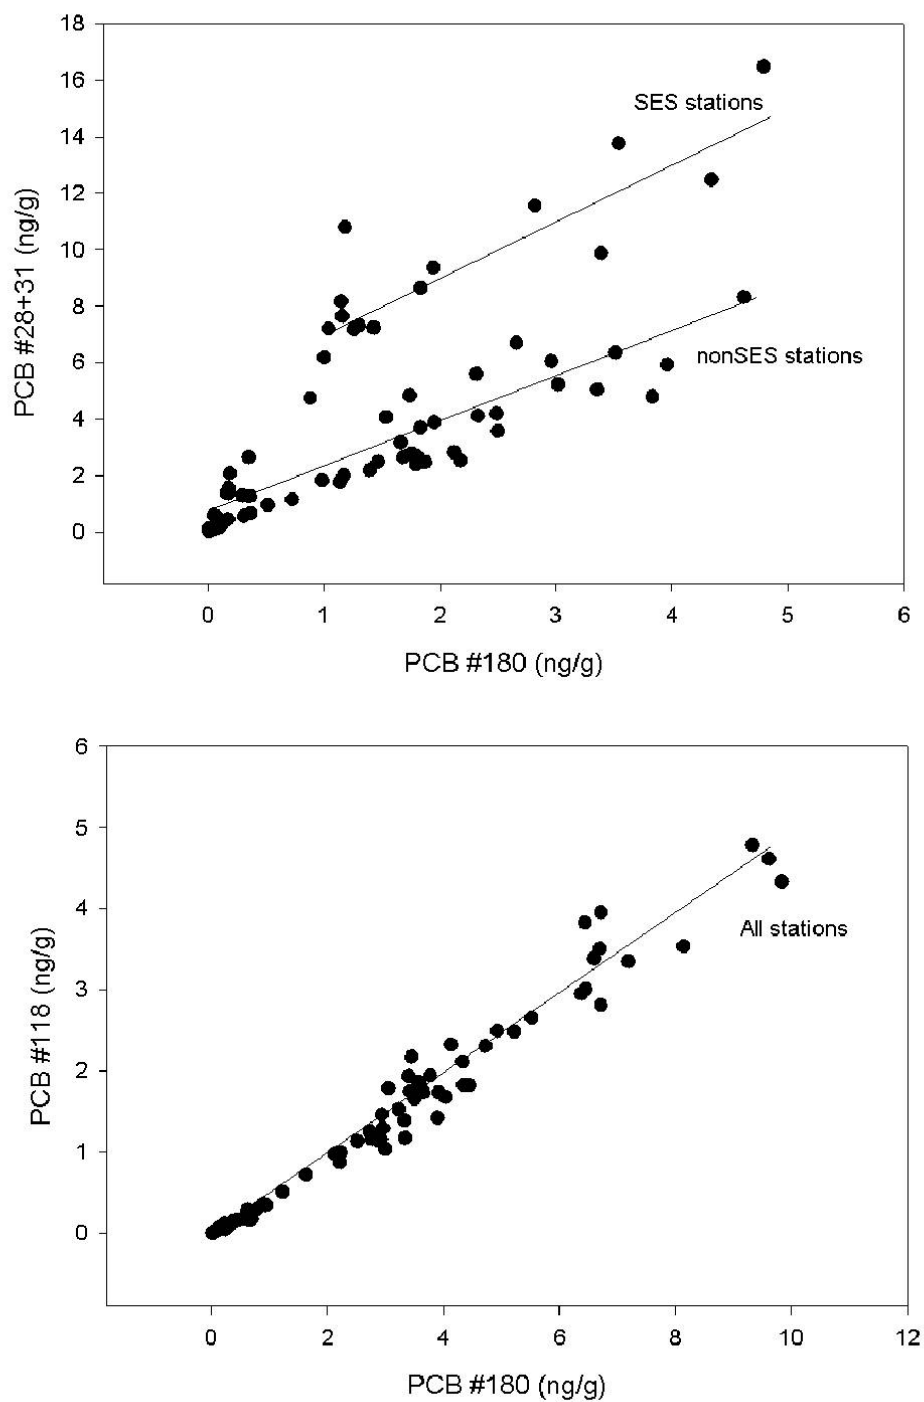 18
16
SES stations
14
12
10
8
nonSES stations
6
4
2
0
PCB #28+31 (ng/g)
0 1 2 3 4 5 6
PCB #180 (ng/g)
6
5
4
All stations
3
2
1
0
PCB #118 (ng/g)
0 2 4 6 8 10 12
PCB #180 (ng/g)